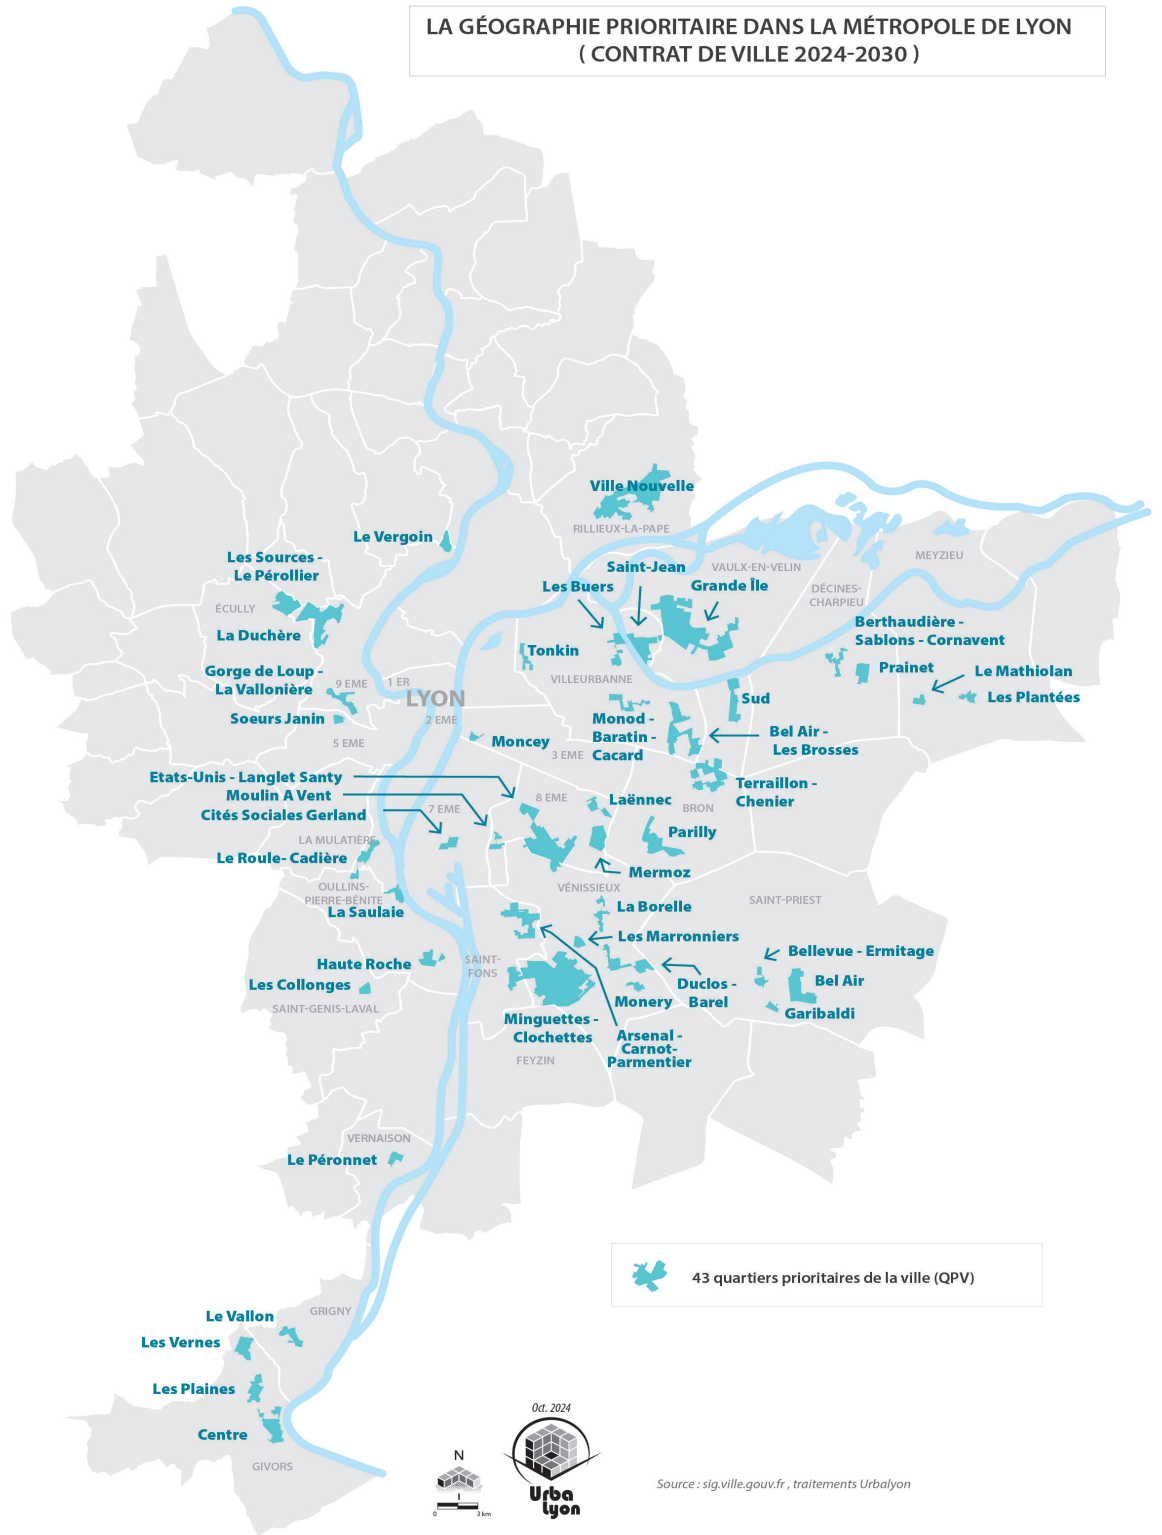 LA GÉOGRAPHIE PRIORITAIRE DANS LA MÉTROPOLE DE LYON
( CONTRAT DE VILLE 2024-2030 )
Ville Nouvelle
RILLIEUX-LA-PAPE
Le Vergoin
Les Sources -
Le Pérollier
ÉCULLY
La Duchère
Saint-Jean
Les Buers
Grande Île
VAULX-EN-VELIN
MEYZIEU
DÉCINES-
CHARPIEU
Berthaudière -
Sablons - Cornavent
Prainet
Le Mathiolan
Les Plantées
Tonkin
VILLEURBANNE
Gorge de Loup -
La Vallonière
9 EME
1 ER
LYON
Soeurs Janin
2 EME
5 EME
Moncey
3 EME
Monod -
Baratin -
Cacard
Sud
Bel Air -
Les Brosses
Terraillon -
Chenier
BRON
Etats-Unis - Langlet Santy
Moulin A Vent
Cités Sociales Gerland
7 EME
8 EME
Laënnec
Parilly
Mermoz
LA MULATIÈRE
Le Roule- Cadière
OULLINS-
PIERRE-BÉNITE
La Saulaie
VÉNISSIEUX
La Borelle
SAINT-PRIEST
Les Marronniers
Haute Roche
Les Collonges
SAINT-GENIS-LAVAL
SAINT-
FONS
Duclos -
Barel
Monery
Minguettes -
Clochettes
Arsenal -
Carnot-
Parmentier
Bellevue - Ermitage
Bel Air
Garibaldi
FEYZIN
VERNAISON
Le Péronnet
43 quartiers prioritaires de la ville (QPV)
GRIGNY
Le Vallon
Les Vernes
Les Plaines
Centre
GIVORS
N
0 3 km
Oct. 2024
Urba
Lyon
Source : sig.ville.gouv.fr , traitements Urbalyon